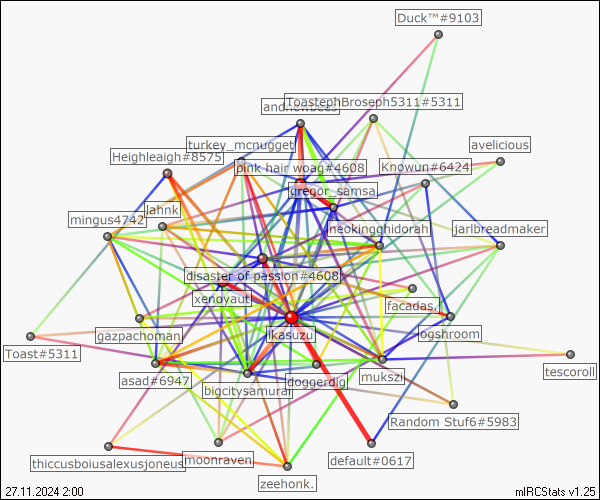 Duck™#9103
ToastephBroseph5311#5311
turkey_mcnugget
avelicious
Heighleaigh#8575
pink hair woag#4608
Knowun#6424
gregor_samsa
lahnk
mingus4742
neokingghidorah
jarlbreadmaker
disaster of passion#4608
xenoyaut
facadas.
gazpachoman
ikasuzu
ogshroom
Toast#5311
asad#6947
bigcitysamurai
doggerdig
mukszi
tescoroll
Random Stuf6#5983
thiccusboiusalexusjoneus
moonraven
default#0617
zeehonk.
27.11.2024 2:00
mIRCStats v1.25